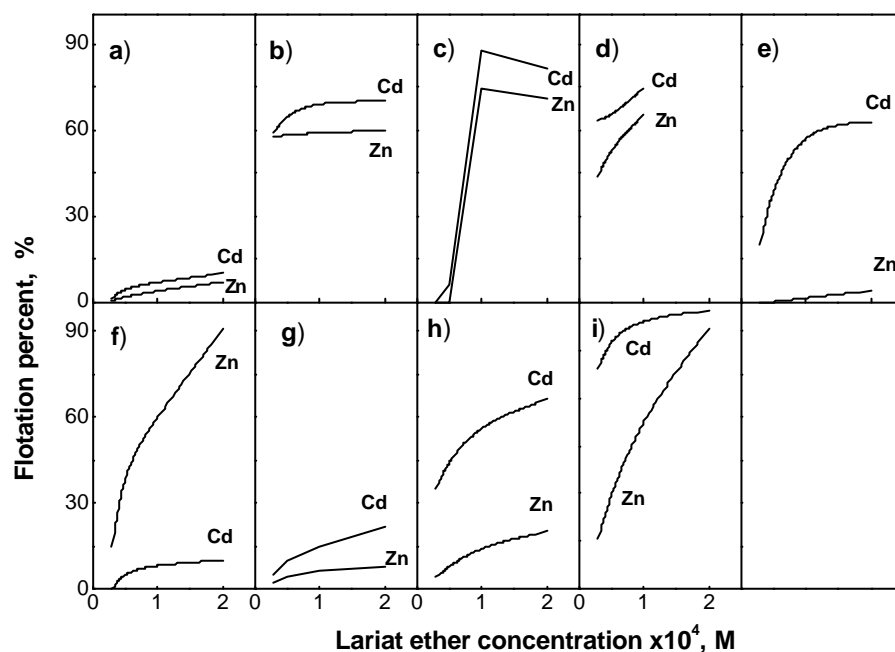 90
60
30
0
a)
Cd
Zn
b)
Cd
Zn
c)
Cd
Zn
d)
Cd
Zn
e)
Cd
Zn
90
60
30
0
f)
Zn
Cd
g)
Cd
Zn
h)
Cd
Zn
i)
Cd
Zn
0 1 2 0 1 2 0 1 2 0 1 2
Flotation percent, %
Lariat ether concentration x10⁴, M